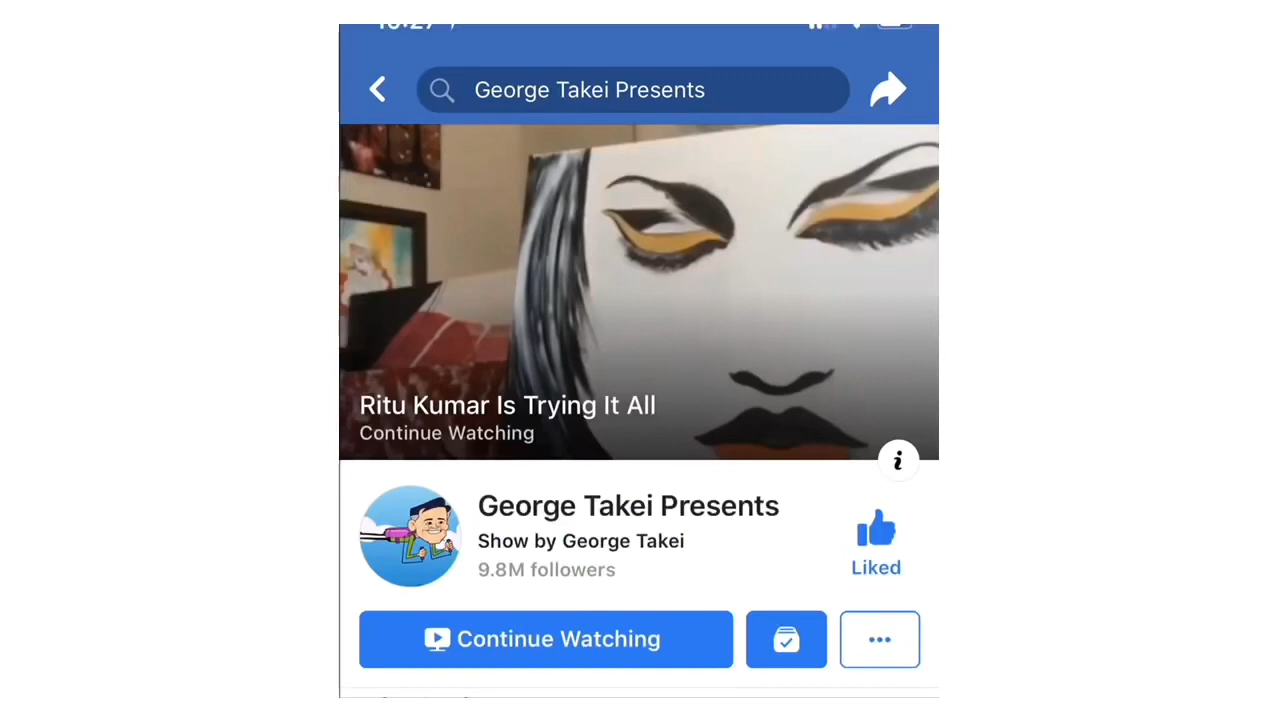 George Takei Presents
Ritu Kumar Is Trying It All
Continue Watching
i
George Takei Presents
Show by George Takei
9.8M followers
Liked
Continue Watching